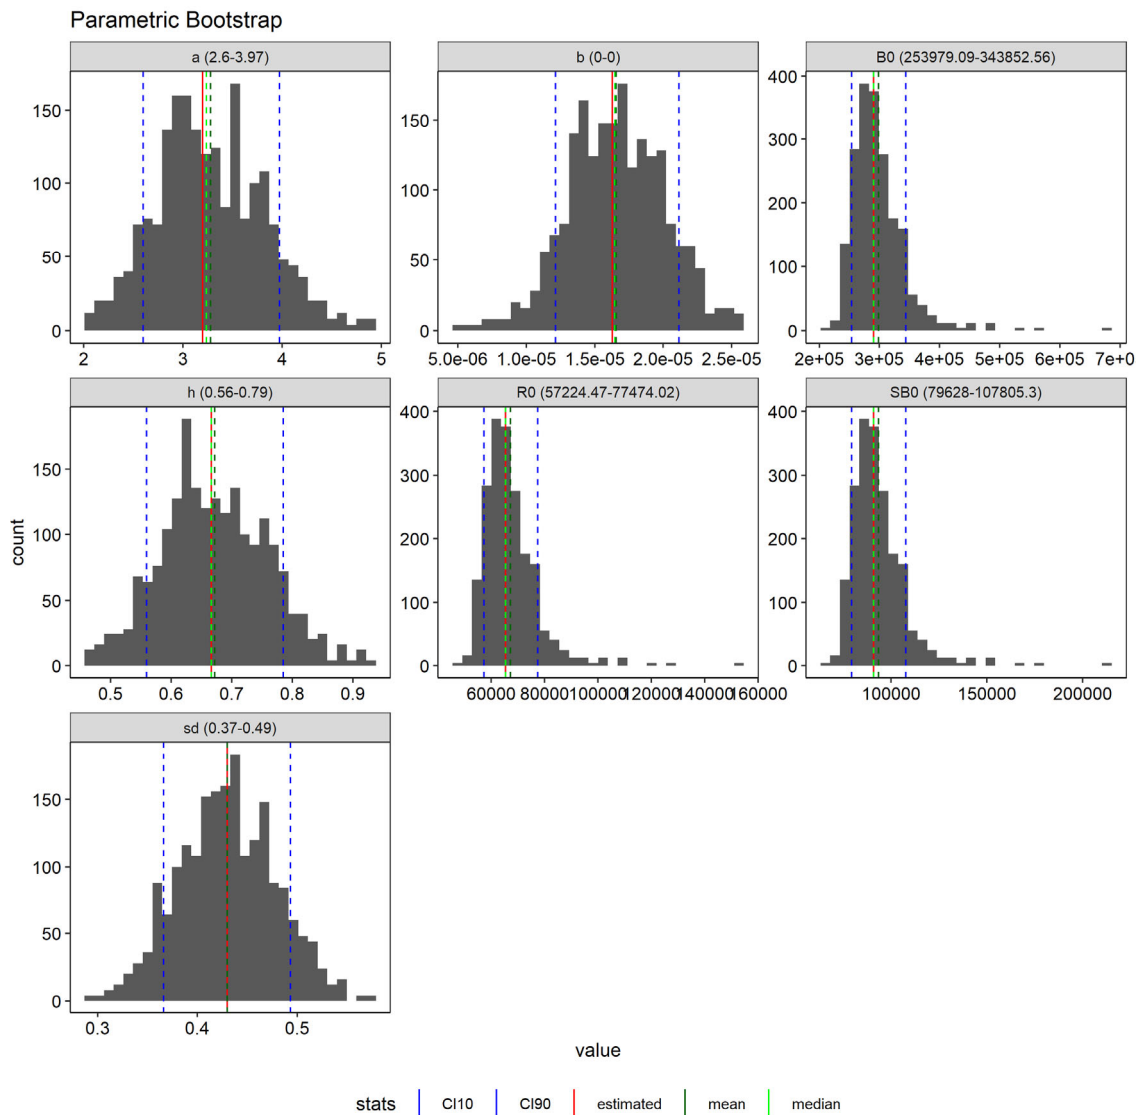 Parametric Bootstrap
a (2.6-3.97)
b (0-0)
B0 (253979.09-343852.56)
150
100
50
0
2 3 4 5
150
100
50
0
5.0e-06 1.0e-05 1.5e-05 2.0e-05 2.5e-05
400
300
200
100
0
2e+05 3e+05 4e+05 5e+05 6e+05 7e+0
h (0.56-0.79)
R0 (57224.47-77474.02)
SB0 (79628-107805.3)
count
150
100
50
0
0.5 0.6 0.7 0.8 0.9
400
300
200
100
0
60000 80000 100000 120000 140000 160000
400
300
200
100
0
100000 150000 200000
sd (0.37-0.49)
150
100
50
0
0.3 0.4 0.5
value
stats CI10 CI90 estimated mean median